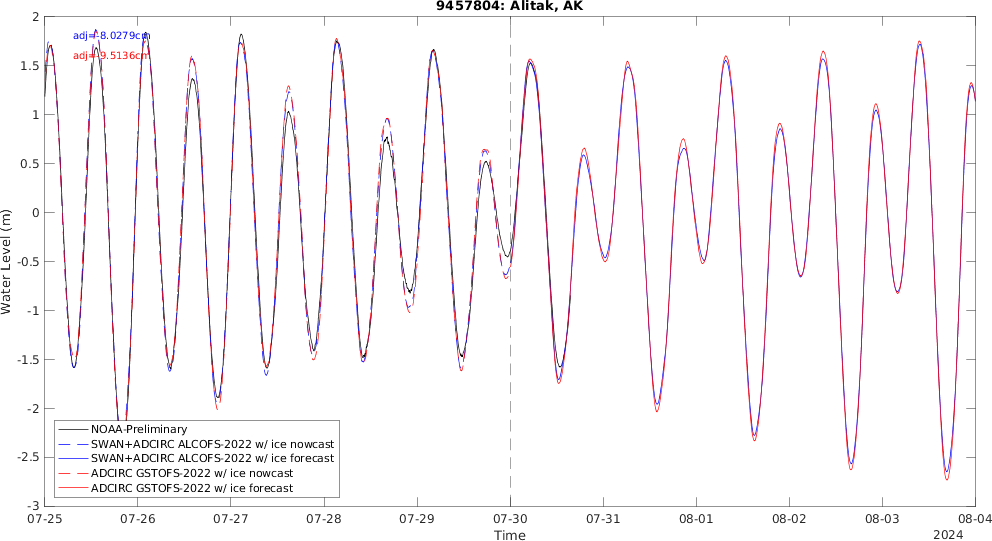 9457804: Alitak, AK
2
1.5
1
0.5
0
-0.5
-1
-1.5
-2
-2.5
-3
Water Level (m)
adj=-8.0279cm
adj=-9.5136cm
NOAA-Preliminary
SWAN+ADCIRC ALCOFS-2022 w/ ice nowcast
SWAN+ADCIRC ALCOFS-2022 w/ ice forecast
ADCIRC GSTOFS-2022 w/ ice nowcast
ADCIRC GSTOFS-2022 w/ ice forecast
07-25 07-26 07-27 07-28 07-29 07-30 07-31 08-01 08-02 08-03 08-04
Time
2024